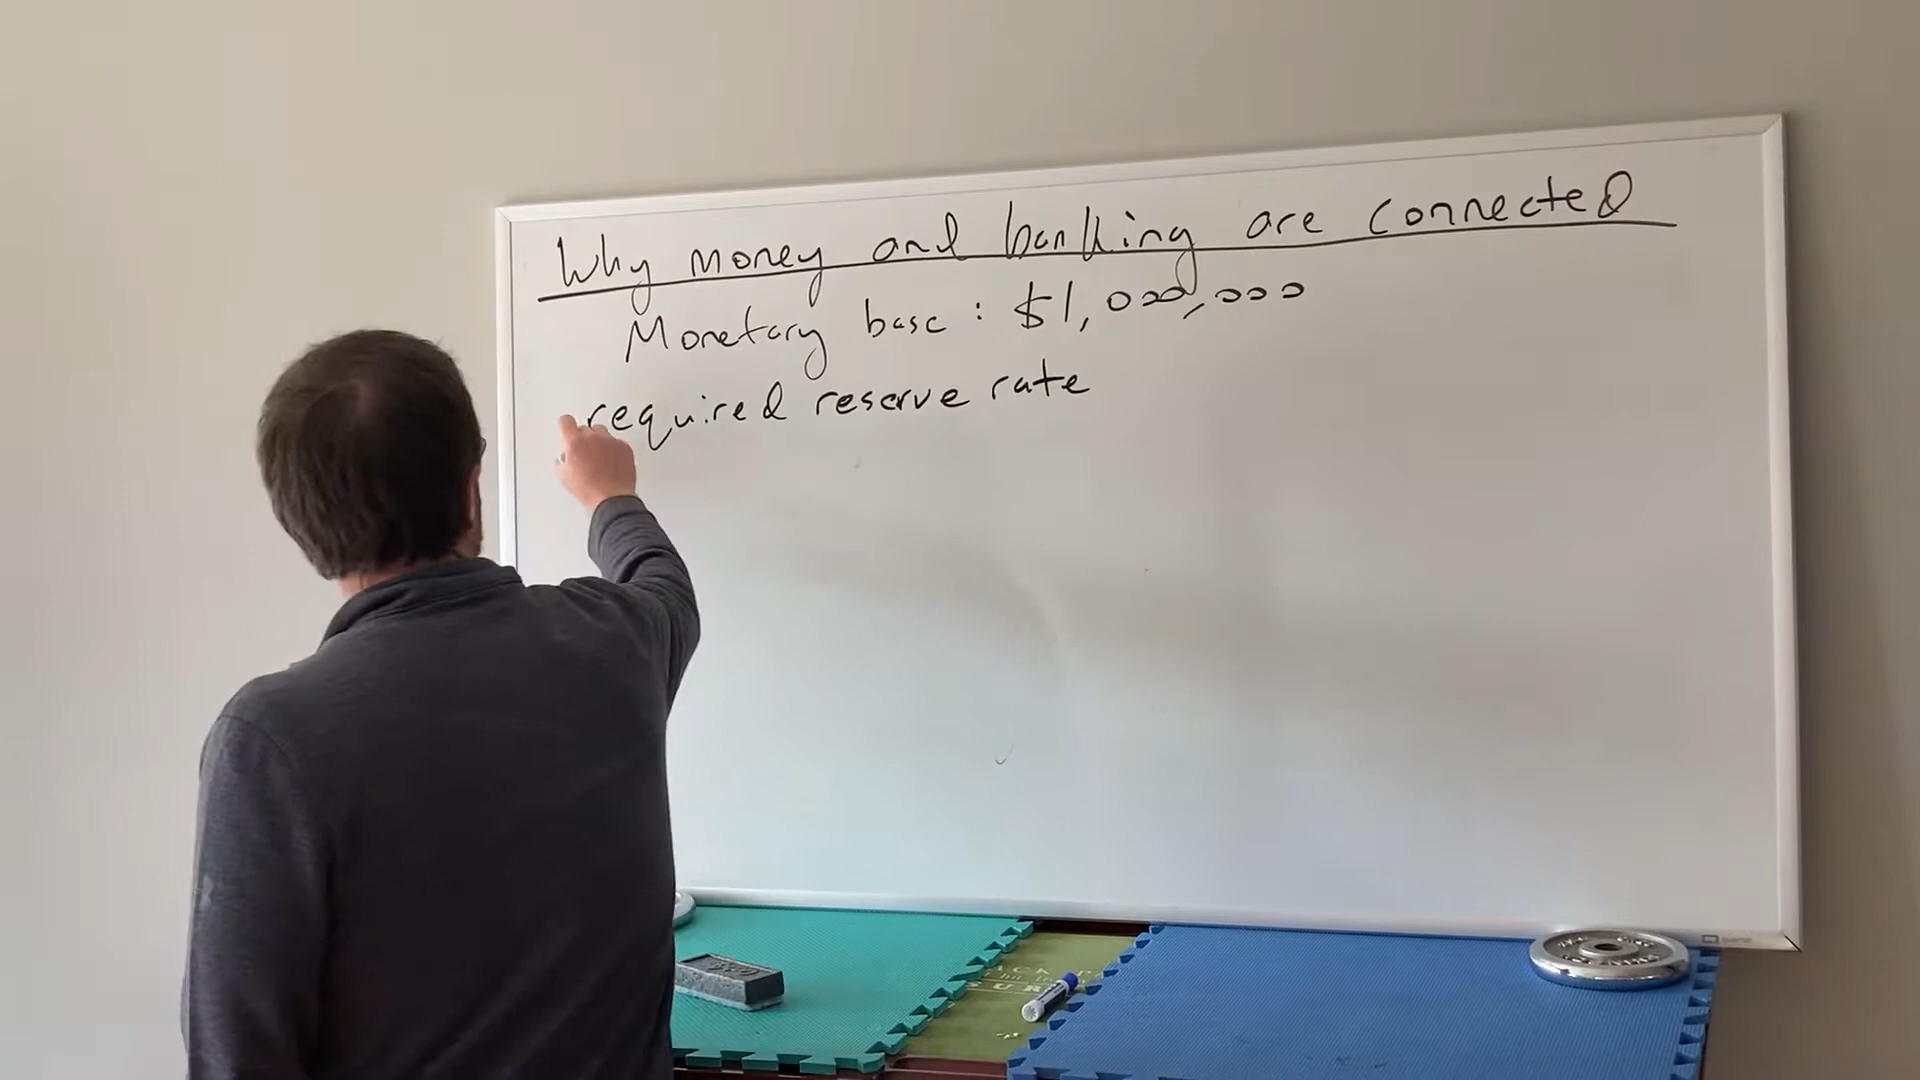 Why money and banking are connected
Monetary base : $1,000,000
required reserve rate